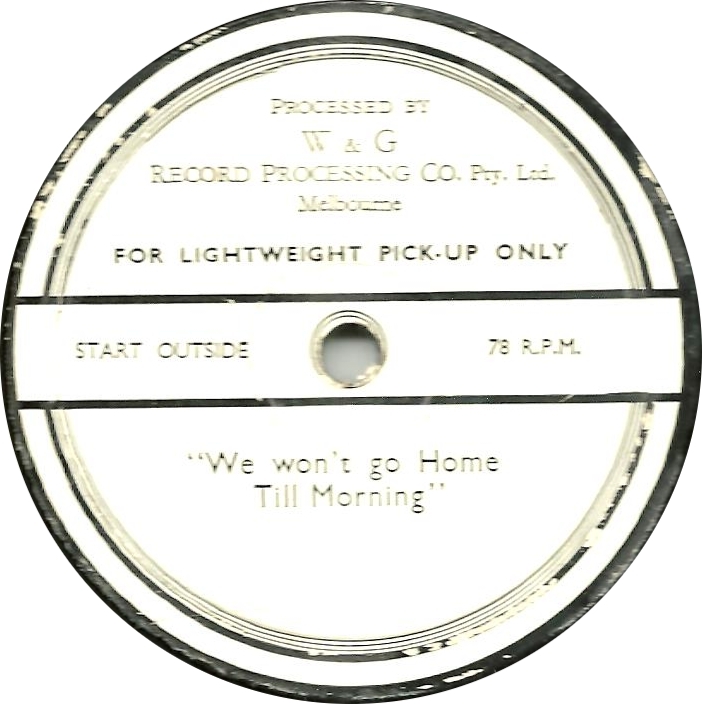 PROCESSED BY
W & G
RECORD PROCESSING CO. Pty. Ltd.
Melbourne
FOR LIGHTWEIGHT PICK-UP ONLY
START OUTSIDE
78 R.P.M.
"We won't go Home
Till Morning"